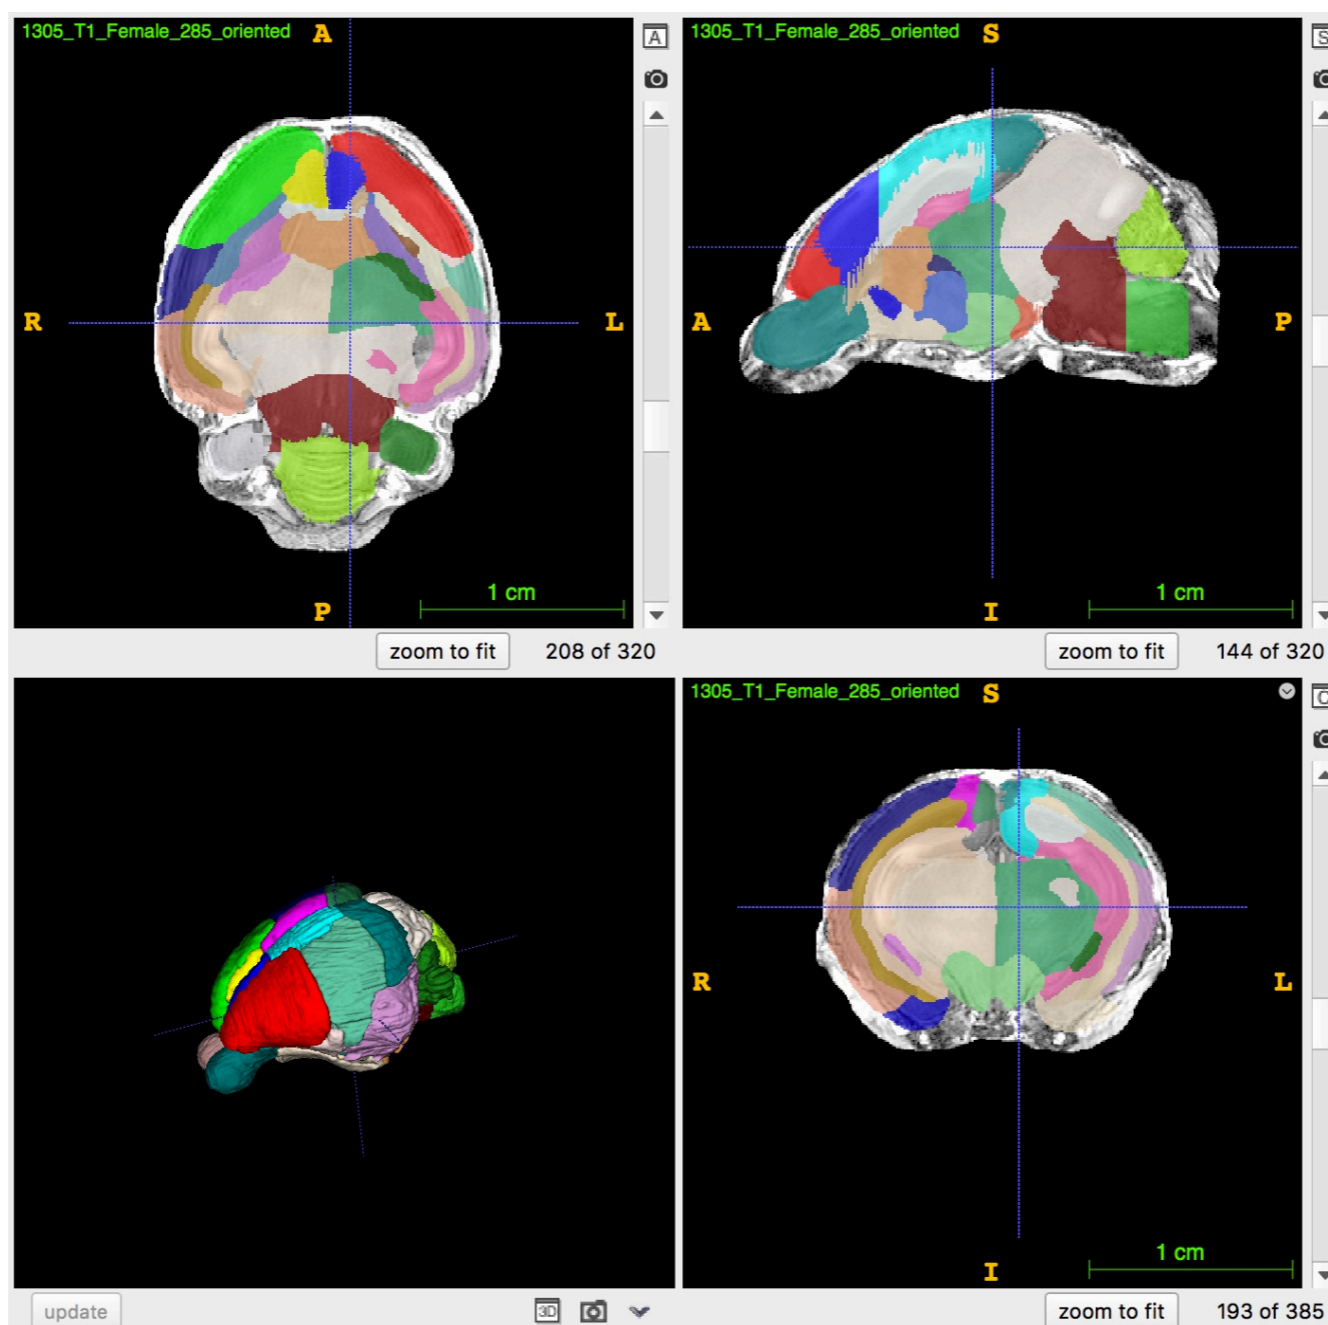 1305_T1_Female_285_oriented
A
A
R
L
1 cm
P
zoom to fit
208 of 320
1305_T1_Female_285_oriented
S
S
A
P
1 cm
I
zoom to fit
144 of 320
update
3D
1305_T1_Female_285_oriented
S
C
R
L
1 cm
I
zoom to fit
193 of 385